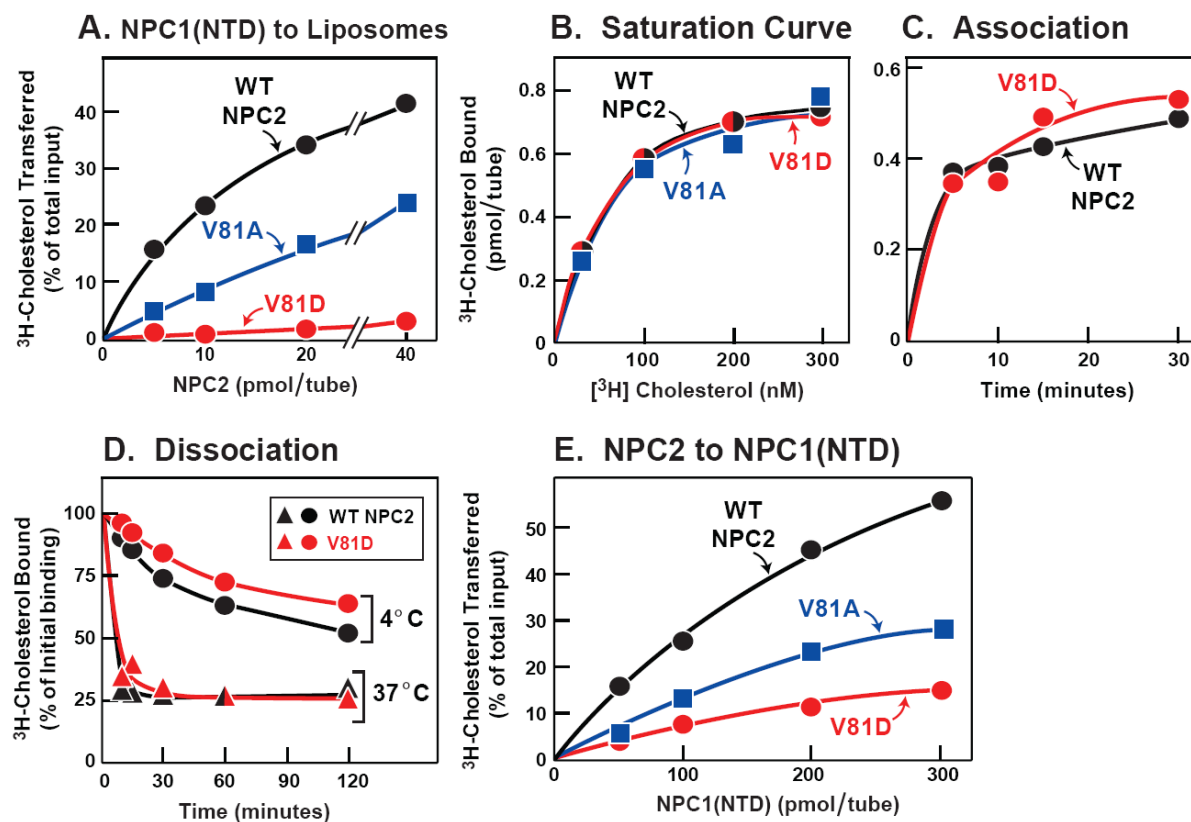 A. NPC1(NTD) to Liposomes
³H-Cholesterol Transferred
(% of total input)
40
30
20
10
0
WT
NPC2
V81A
V81D
0 10 20 40
NPC2 (pmol/tube)
B. Saturation Curve
³H-Cholesterol Bound
(pmol/tube)
0.8
0.6
0.4
0.2
0
WT
NPC2
V81D
V81A
0 100 200 300
[³H] Cholesterol (nM)
C. Association
0.6
0.4
0.2
0
V81D
WT
NPC2
0 10 20 30
Time (minutes)
D. Dissociation
³H-Cholesterol Bound
(% of Initial binding)
100
75
50
25
0
WT NPC2
V81D
4°C
37°C
0 30 60 90 120
Time (minutes)
E. NPC2 to NPC1(NTD)
³H-Cholesterol Transferred
(% of total input)
50
40
30
20
10
0
WT
NPC2
V81A
V81D
0 100 200 300
NPC1(NTD) (pmol/tube)